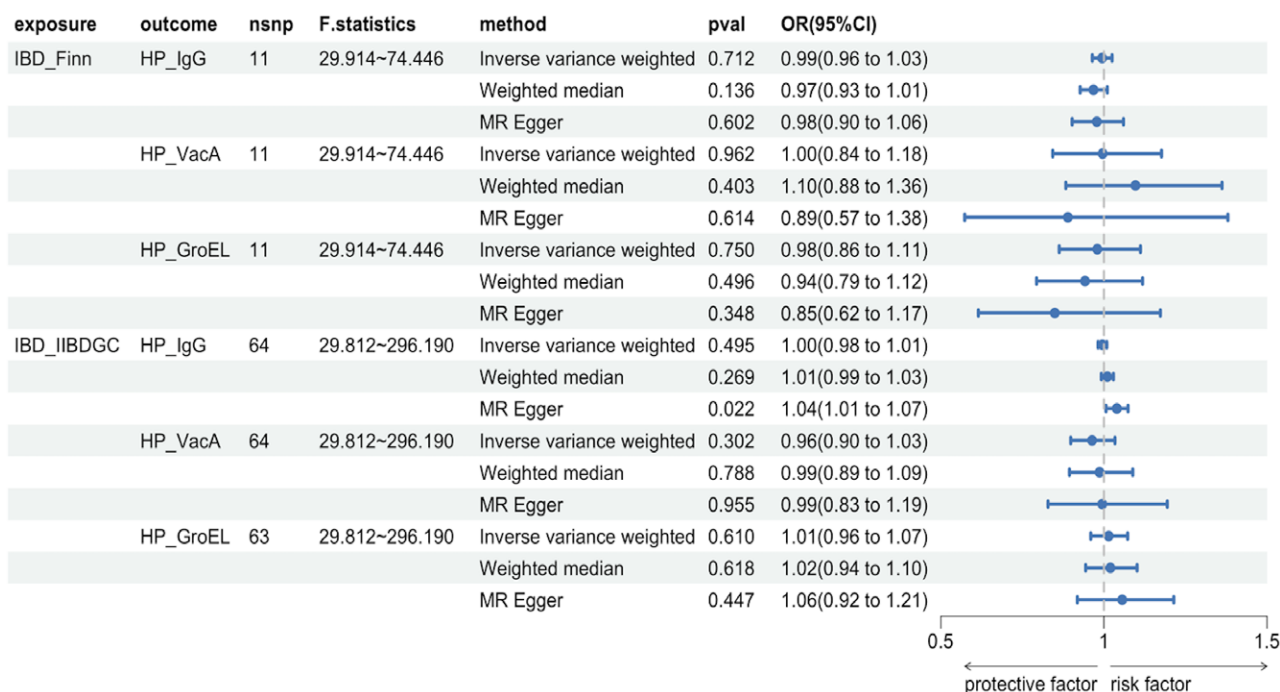 exposure outcome nsnp F.statistics method pval OR(95%CI)
IBD_Finn HP_IgG 11 29.914~74.446 Inverse variance weighted 0.712 0.99(0.96 to 1.03)
Weighted median 0.136 0.97(0.93 to 1.01)
MR Egger 0.602 0.98(0.90 to 1.06)
HP_VacA 11 29.914~74.446 Inverse variance weighted 0.962 1.00(0.84 to 1.18)
Weighted median 0.403 1.10(0.88 to 1.36)
MR Egger 0.614 0.89(0.57 to 1.38)
HP_GroEL 11 29.914~74.446 Inverse variance weighted 0.750 0.98(0.86 to 1.11)
Weighted median 0.496 0.94(0.79 to 1.12)
MR Egger 0.348 0.85(0.62 to 1.17)
IBD_IIBDGC HP_IgG 64 29.812~296.190 Inverse variance weighted 0.495 1.00(0.98 to 1.01)
Weighted median 0.269 1.01(0.99 to 1.03)
MR Egger 0.022 1.04(1.01 to 1.07)
HP_VacA 64 29.812~296.190 Inverse variance weighted 0.302 0.96(0.90 to 1.03)
Weighted median 0.788 0.99(0.89 to 1.09)
MR Egger 0.955 0.99(0.83 to 1.19)
HP_GroEL 63 29.812~296.190 Inverse variance weighted 0.610 1.01(0.96 to 1.07)
Weighted median 0.618 1.02(0.94 to 1.10)
MR Egger 0.447 1.06(0.92 to 1.21)
0.5 1 1.5
protective factor risk factor